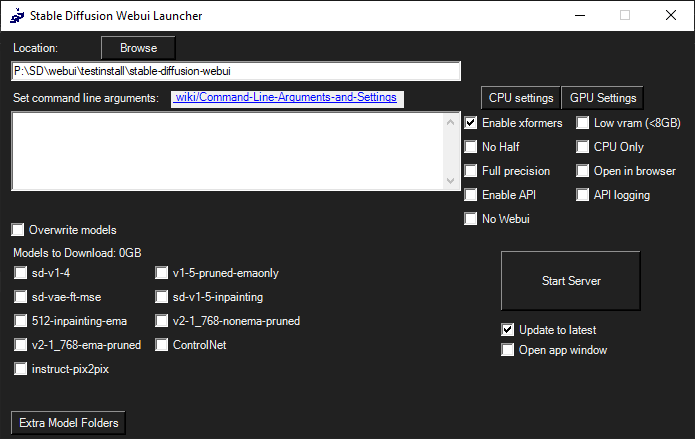 Stable Diffusion Webui Launcher
Location:
Browse
P:\SD\webui\testinstall\stable-diffusion-webui
Set command line arguments: wiki/Command-Line-Arguments-and-Settings
CPU settings GPU Settings
Enable xformers Low vram (<8GB)
No Half CPU Only
Full precision Open in browser
Enable API API logging
No Webui
Overwrite models
Models to Download: 0GB
sd-v1-4 v1-5-pruned-emaonly
sd-vae-ft-mse sd-v1-5-inpainting
512-inpainting-ema v2-1_768-nonema-pruned
v2-1_768-ema-pruned ControlNet
instruct-pix2pix
Start Server
Update to latest
Open app window
Extra Model Folders